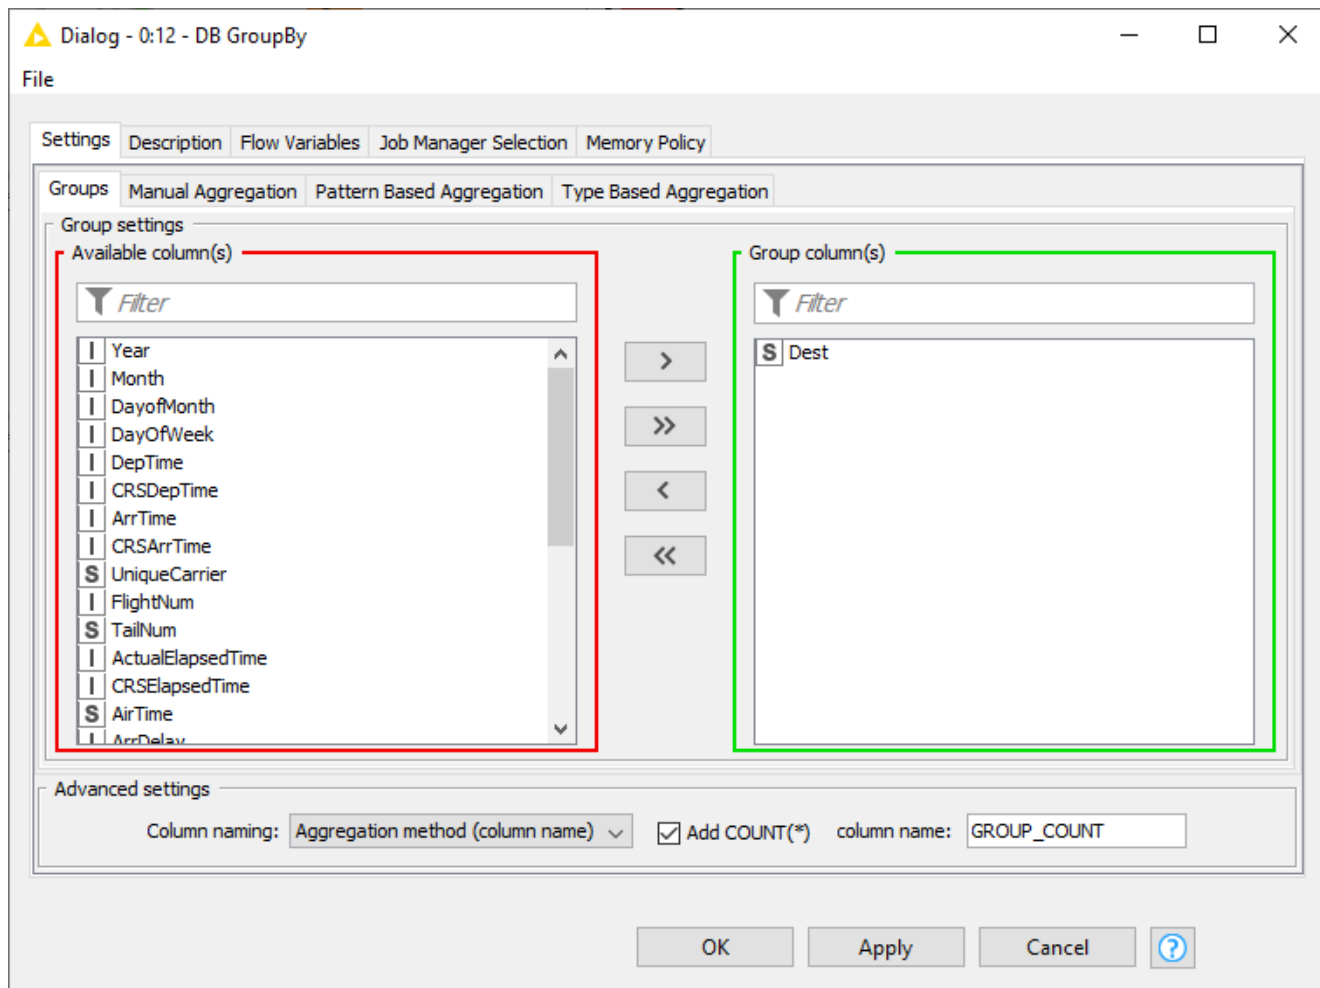 Dialog - 0:12 - DB GroupBy
File
Settings Description Flow Variables Job Manager Selection Memory Policy
Groups Manual Aggregation Pattern Based Aggregation Type Based Aggregation
Group settings
Available column(s)
Filter
I Year
I Month
I DayofMonth
I DayOfWeek
I DepTime
I CRSDepTime
I ArrTime
I CRSArrTime
S UniqueCarrier
I FlightNum
S TailNum
I ActualElapsedTime
I CRSElapsedTime
S AirTime
I ArrDelay
>
>>
<
<<
Group column(s)
Filter
S Dest
Advanced settings
Column naming: Aggregation method (column name) Add COUNT(*) column name: GROUP_COUNT
OK Apply Cancel ?